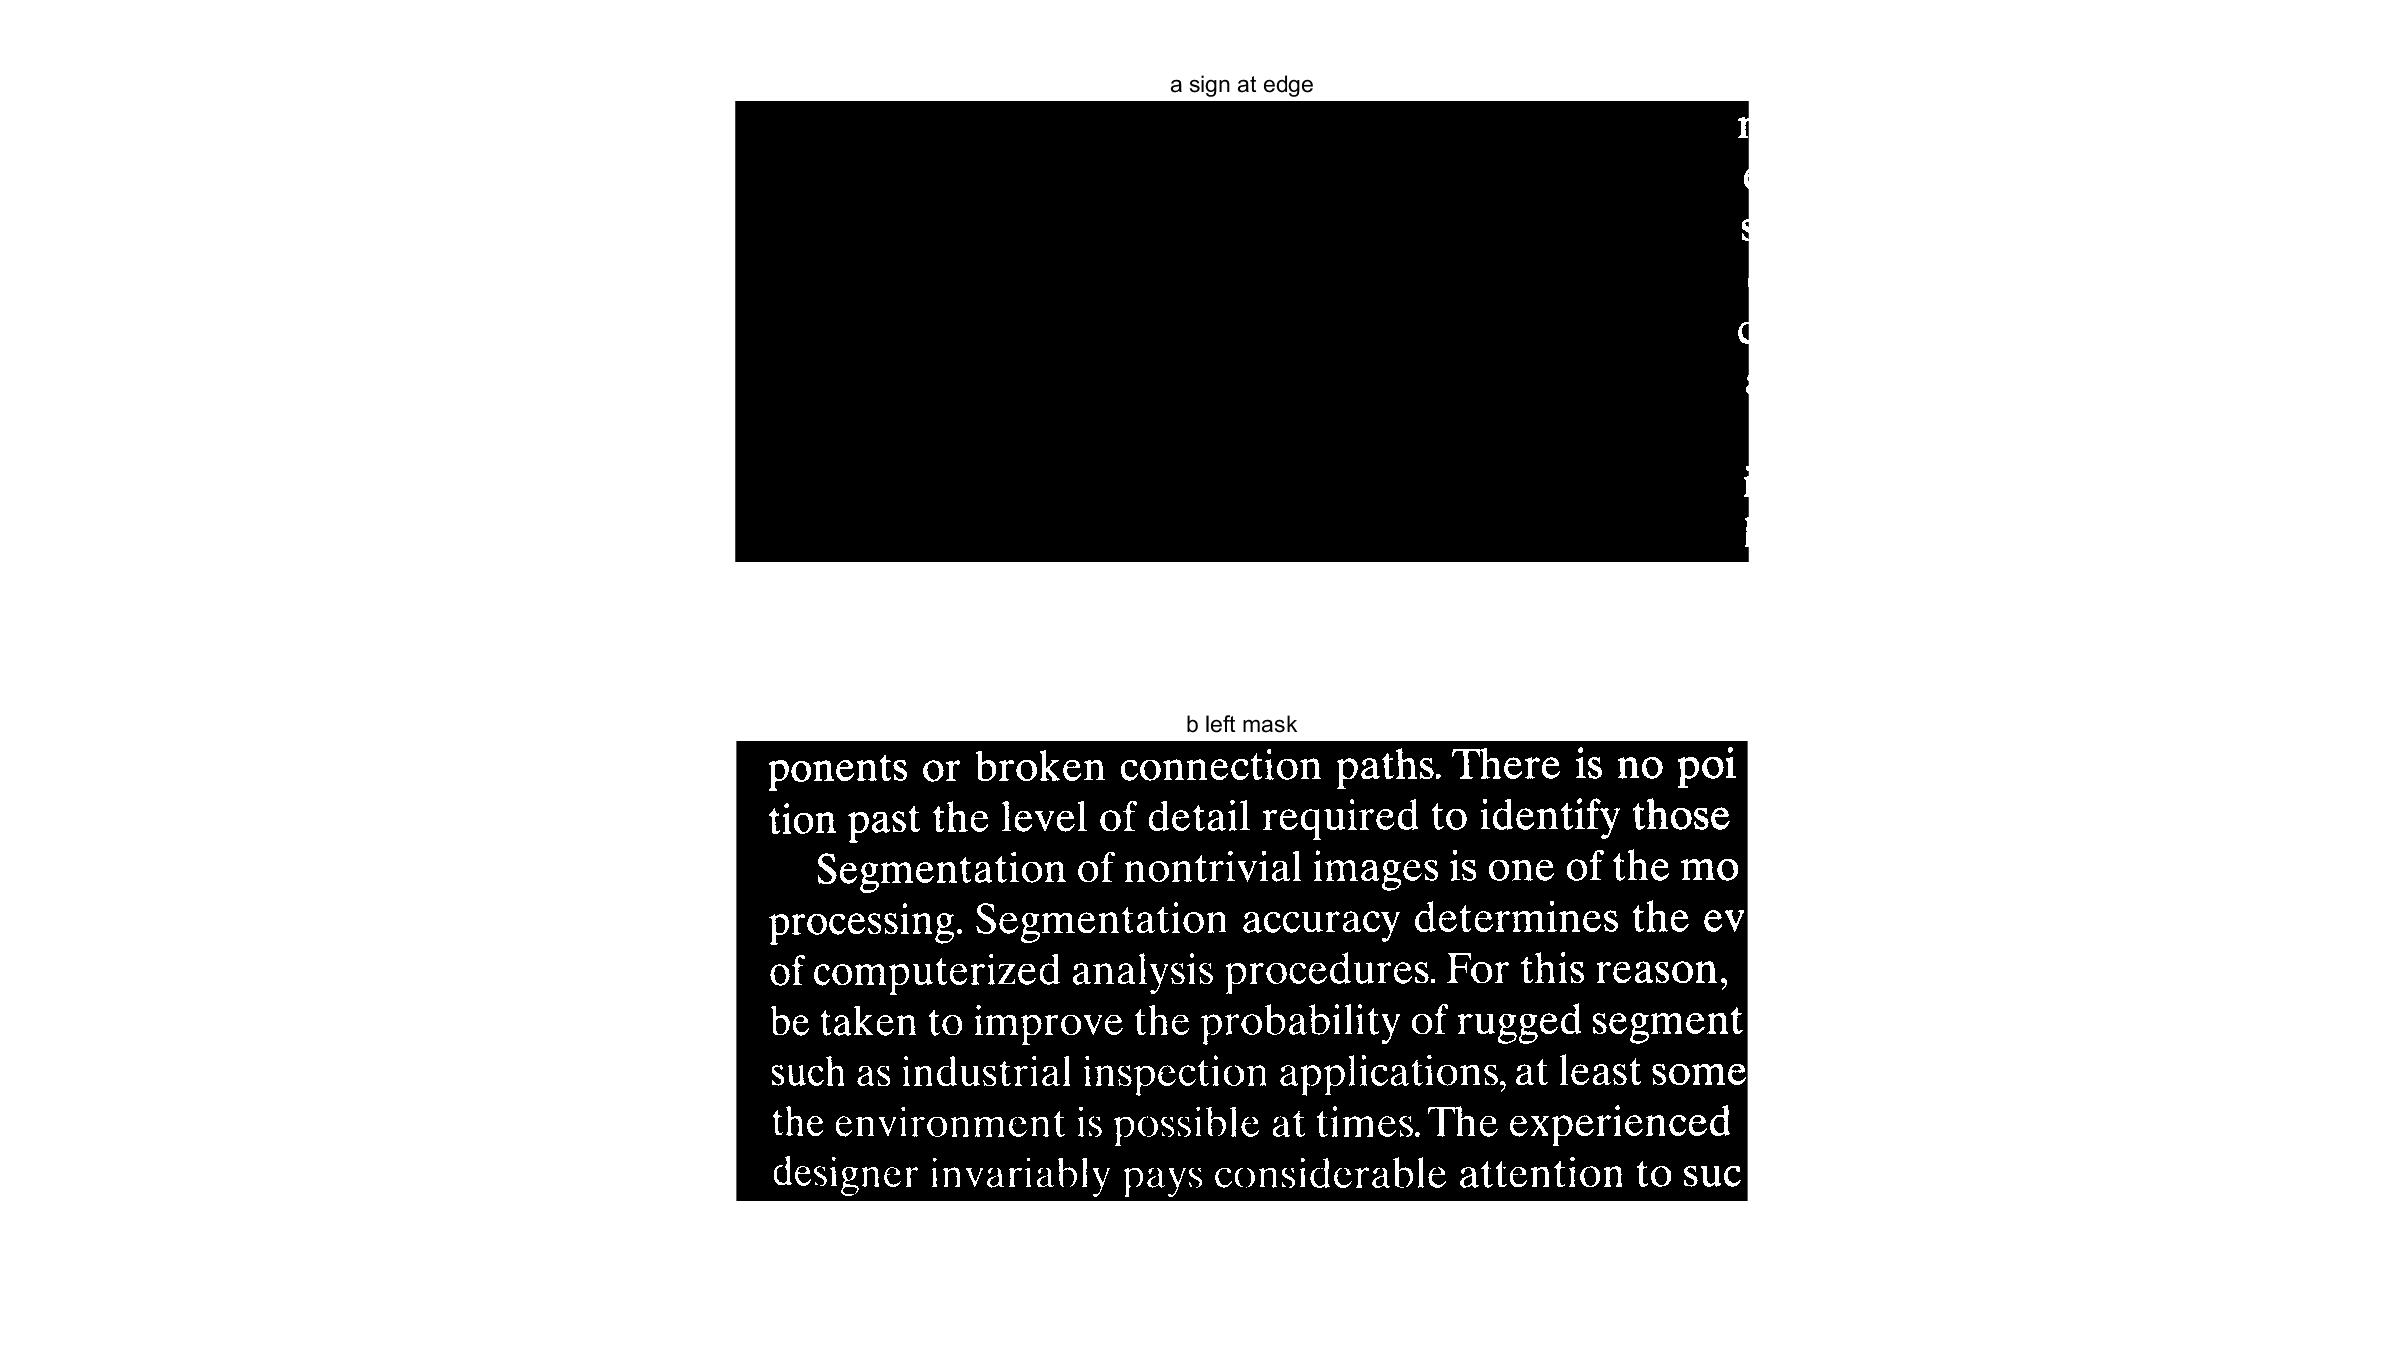 a sign at edge
b left mask
ponents or broken connection paths. There is no poi
tion past the level of detail required to identify those
Segmentation of nontrivial images is one of the mo
processing. Segmentation accuracy determines the ev
of computerized analysis procedures. For this reason,
be taken to improve the probability of rugged segment
such as industrial inspection applications, at least some
the environment is possible at times. The experienced
designer invariably pays considerable attention to suc